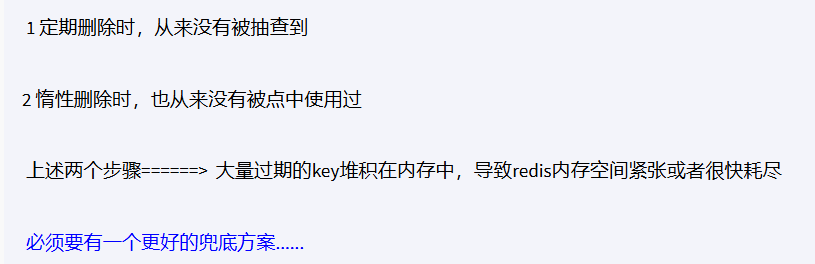 1 定期删除时，从来没有被抽查到
2 惰性删除时，也从来没有被点中使用过
上述两个步骤======> 大量过期的key堆积在内存中，导致redis内存空间紧张或者很快耗尽
必须要有一个更好的兜底方案......